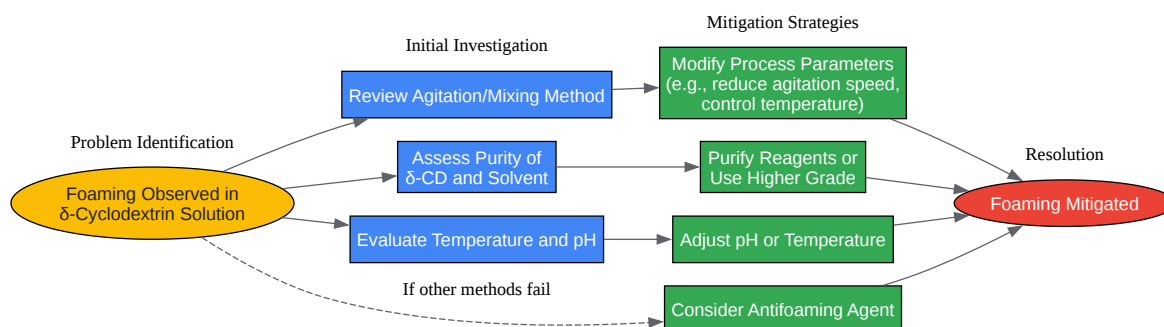 Problem Identification
Foaming Observed in
δ-Cyclodextrin Solution
Initial Investigation
Review Agitation/Mixing Method
Assess Purity of
δ-CD and Solvent
Evaluate Temperature and pH
If other methods fail
Mitigation Strategies
Modify Process Parameters
(e.g., reduce agitation speed,
control temperature)
Purify Reagents or
Use Higher Grade
Adjust pH or Temperature
Consider Antifoaming Agent
Resolution
Foaming Mitigated